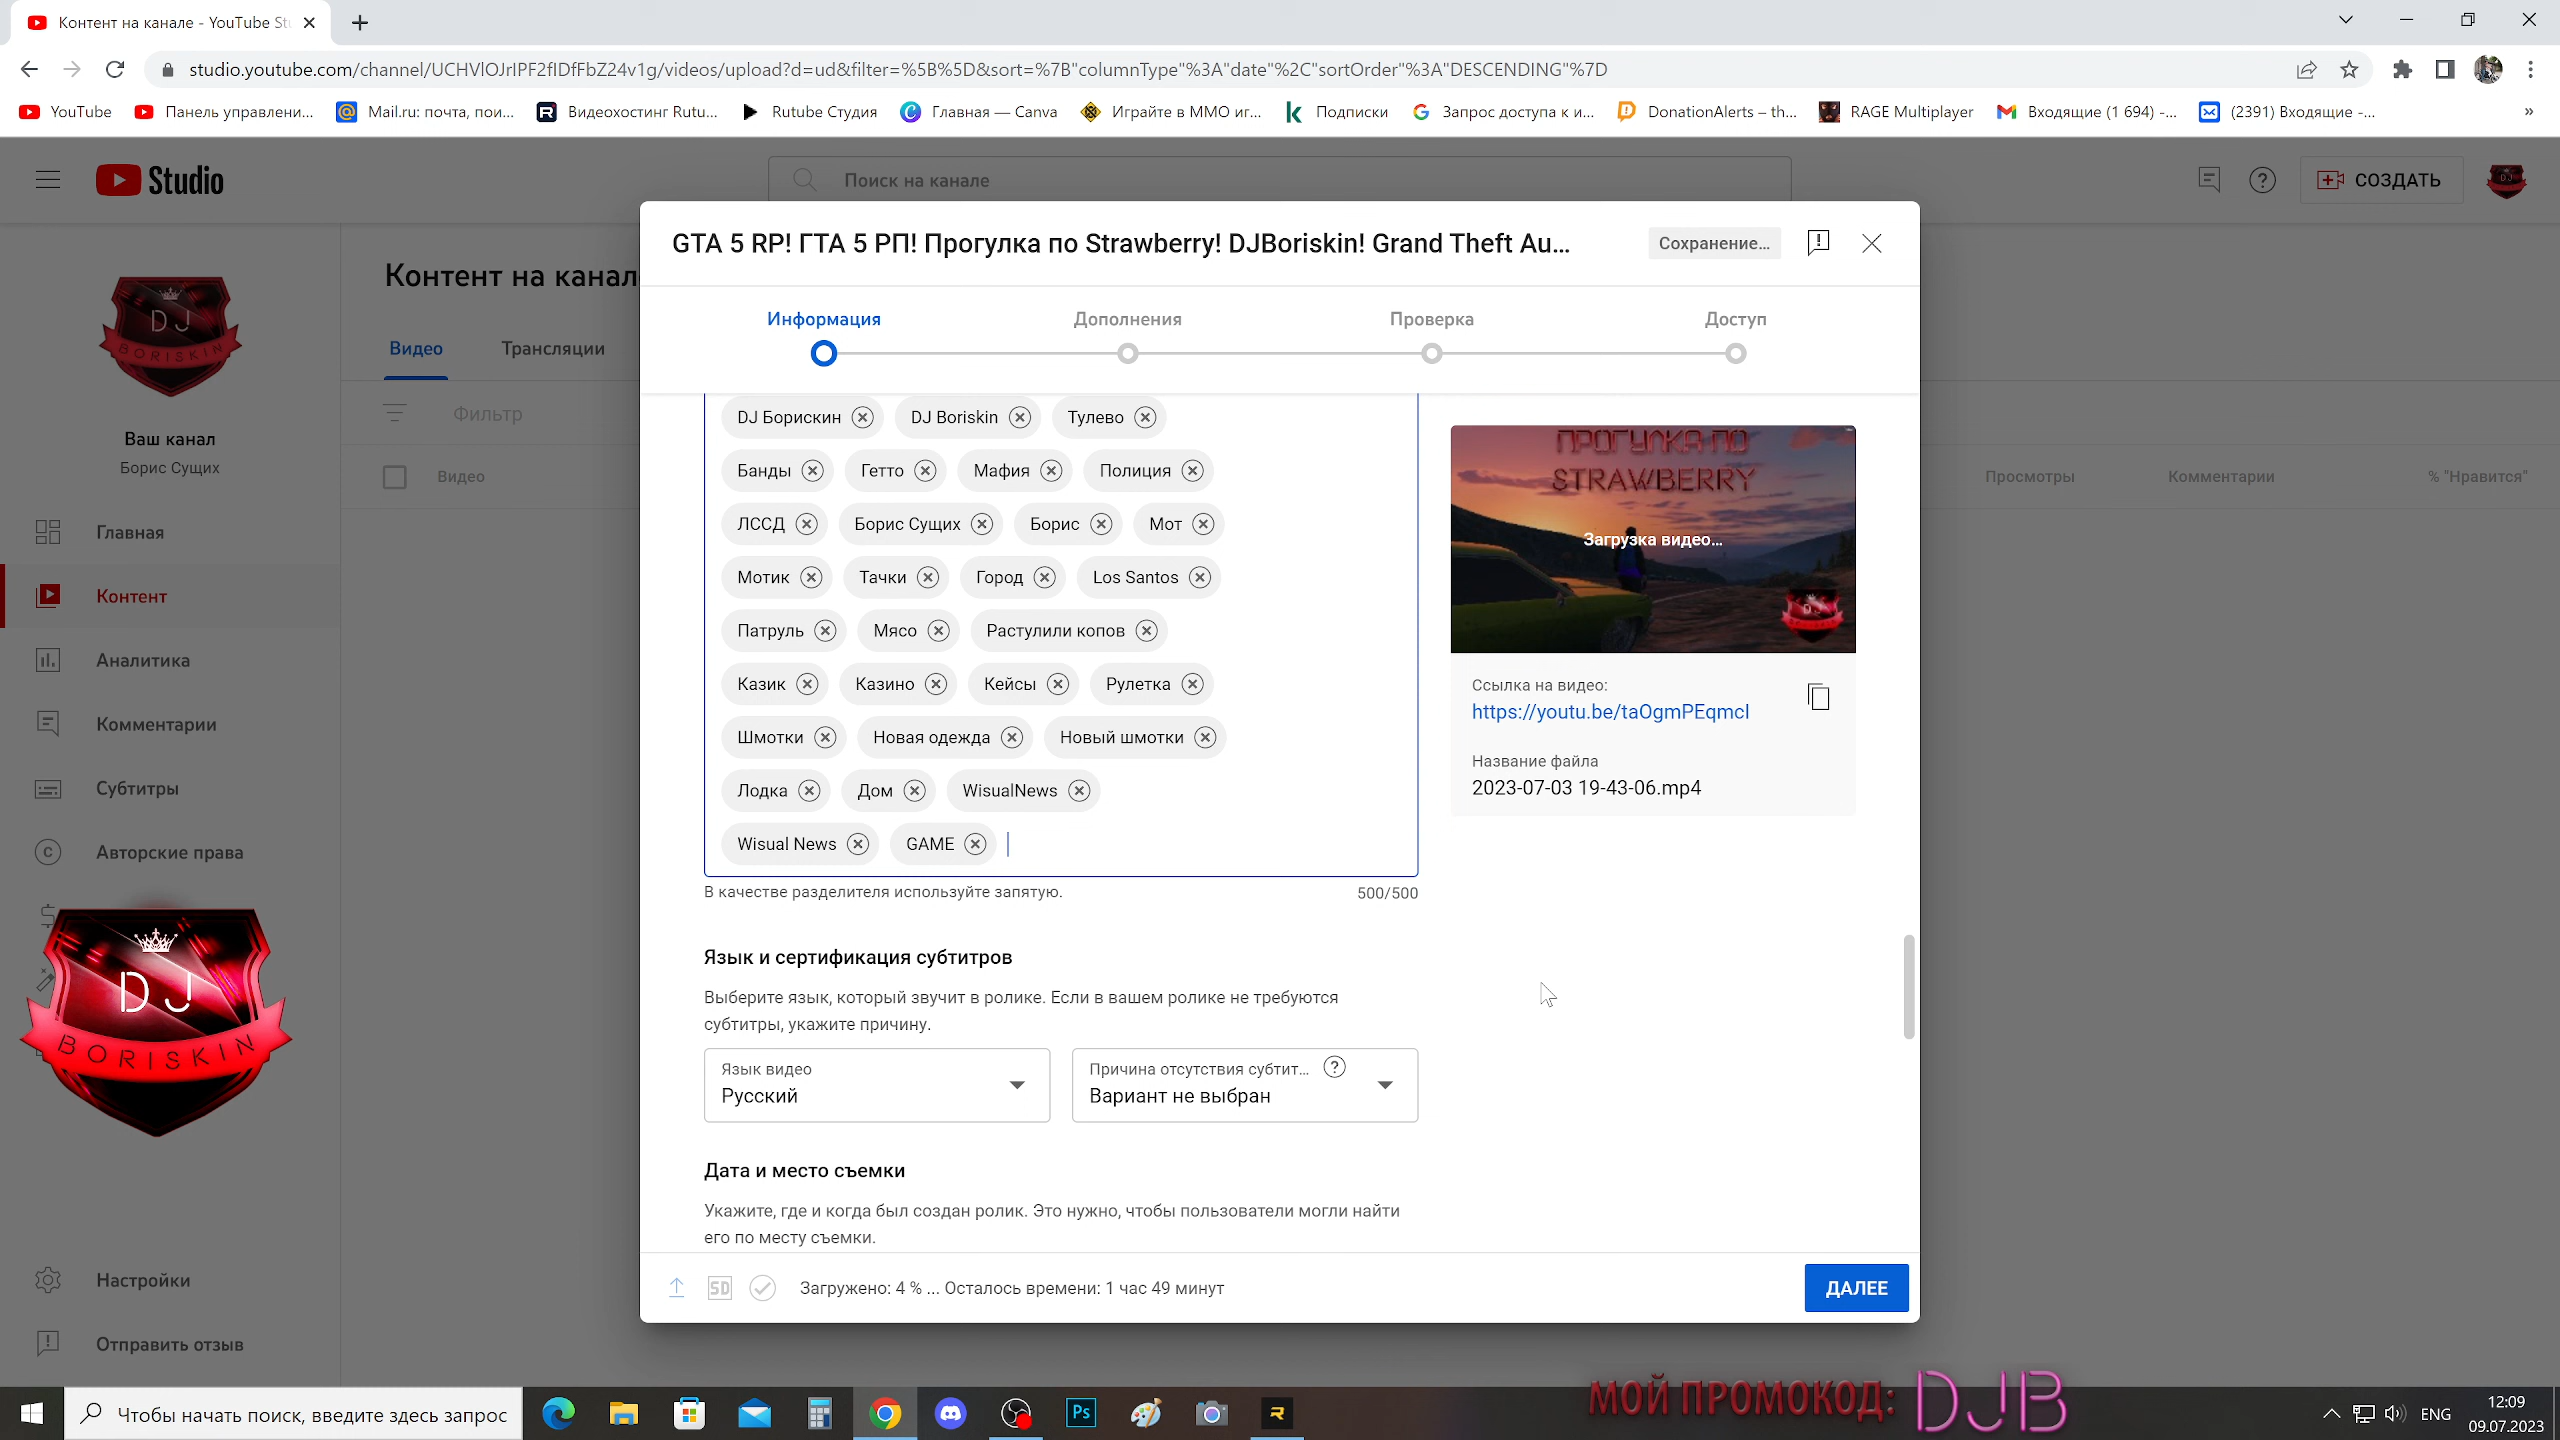 Контент на канале - YouTube St
studio.youtube.com/channel/UCHVlOJrIPF2fIDfFbZ24v1g/videos/upload?d=ud&filter=%5B%5D&sort=%7B"columnType"%3A"date"%2C"sortOrder"%3A"DESCENDING"%7D
YouTube Панель управлени... Mail.ru: почта, пои... Видеохостинг Rutu... Rutube Студия Главная — Canva Играйте в ММО иг... Подписки Запрос доступа к и... DonationAlerts – th... RAGE Multiplayer Входящие (1 694) -... (2391) Входящие -... »
Studio
Поиск на канале
СОЗДАТЬ
GTA 5 RP! ГТА 5 РП! Прогулка по Strawberry! DJBoriskin! Grand Theft Au...
Сохранение...
Контент на канал
Информация Дополнения Проверка Доступ
Видео Трансляции
Фильтр
DJ
BORISKIN
Ваш канал
Борис Сущих
Видео Просмотры Комментарии % "Нравится"
Главная
Контент
Аналитика
Комментарии
Субтитры
Авторские права
DJ
BORISKIN
Настройки
Отправить отзыв
DJ Борискин DJ Boriskin Тулево
Банды Гетто Мафия Полиция
ЛССД Борис Сущих Борис Мот
Мотик Тачки Город Los Santos
Патруль Мясо Растулили копов
Казик Казино Кейсы Рулетка
Шмотки Новая одежда Новый шмотки
Лодка Дом WisualNews
Wisual News GAME
В качестве разделителя используйте запятую. 500/500
ПРОГУЛКА ПО
STRAWBERRY
Загрузка видео...
Ссылка на видео:
https://youtu.be/taOgmPEqmcI
Название файла
2023-07-03 19-43-06.mp4
Язык и сертификация субтитров
Выберите язык, который звучит в ролике. Если в вашем ролике не требуются
субтитры, укажите причину.
Язык видео
Русский
Причина отсутствия субтит...
Вариант не выбран
Дата и место съемки
Укажите, где и когда был создан ролик. Это нужно, чтобы пользователи могли найти
его по месту съемки.
SD Загружено: 4 % ... Осталось времени: 1 час 49 минут
ДАЛЕЕ
МОЙ ПРОМОКОД: DJB
Чтобы начать поиск, введите здесь запрос
Ps
ENG
12:09
09.07.2023